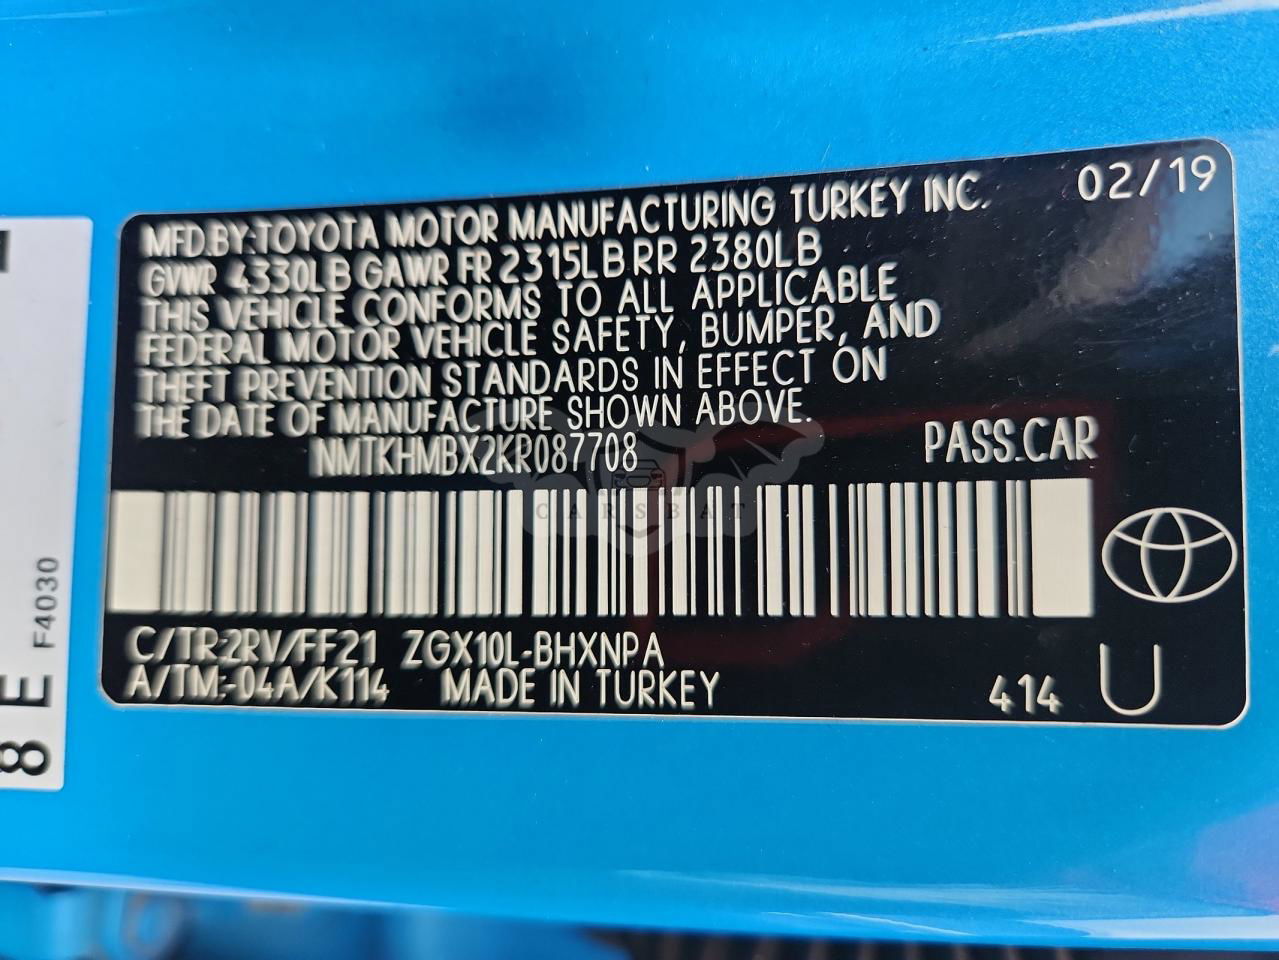 MFD.BY:TOYOTA MOTOR MANUFACTURING TURKEY INC. 02/19
GVWR 4330LB GAWR FR 2315LB RR 2380LB
THIS VEHICLE CONFORMS TO ALL APPLICABLE
FEDERAL MOTOR VEHICLE SAFETY, BUMPER, AND
THEFT PREVENTION STANDARDS IN EFFECT ON
THE DATE OF MANUFACTURE SHOWN ABOVE.
NMTKHMBX2KR087708 PASS.CAR
CARSBAT
C/TR:2RV/FF21 ZGX10L-BHXNPA
A/TM:-04A/K114 MADE IN TURKEY 414 U
F4030
8 E